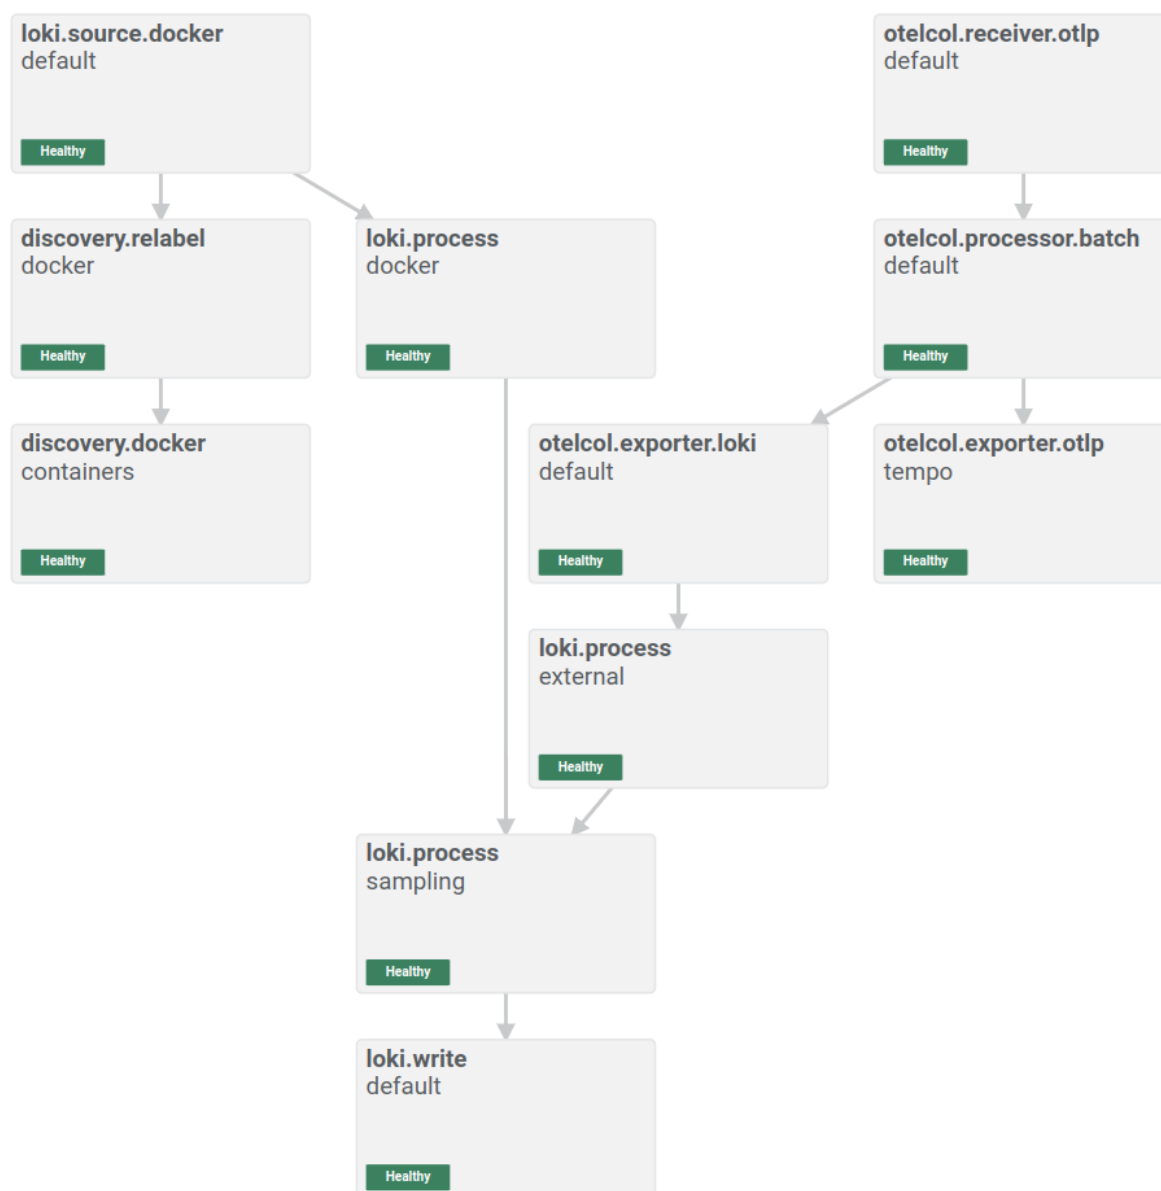 loki.source.docker
default
Healthy
otelcol.receiver.otlp
default
Healthy
discovery.relabel
docker
Healthy
loki.process
docker
Healthy
otelcol.processor.batch
default
Healthy
discovery.docker
containers
Healthy
otelcol.exporter.loki
default
Healthy
otelcol.exporter.otlp
tempo
Healthy
loki.process
external
Healthy
loki.process
sampling
Healthy
loki.write
default
Healthy